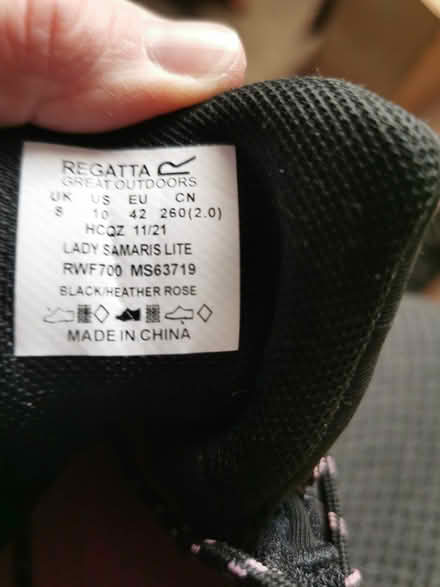 REGATTA
GREAT OUTDOORS
UK US EU CN
8 10 42 260(2.0)
HCQZ 11/21
LADY SAMARIS LITE
RWF700 MS63719
BLACK/HEATHER ROSE
MADE IN CHINA